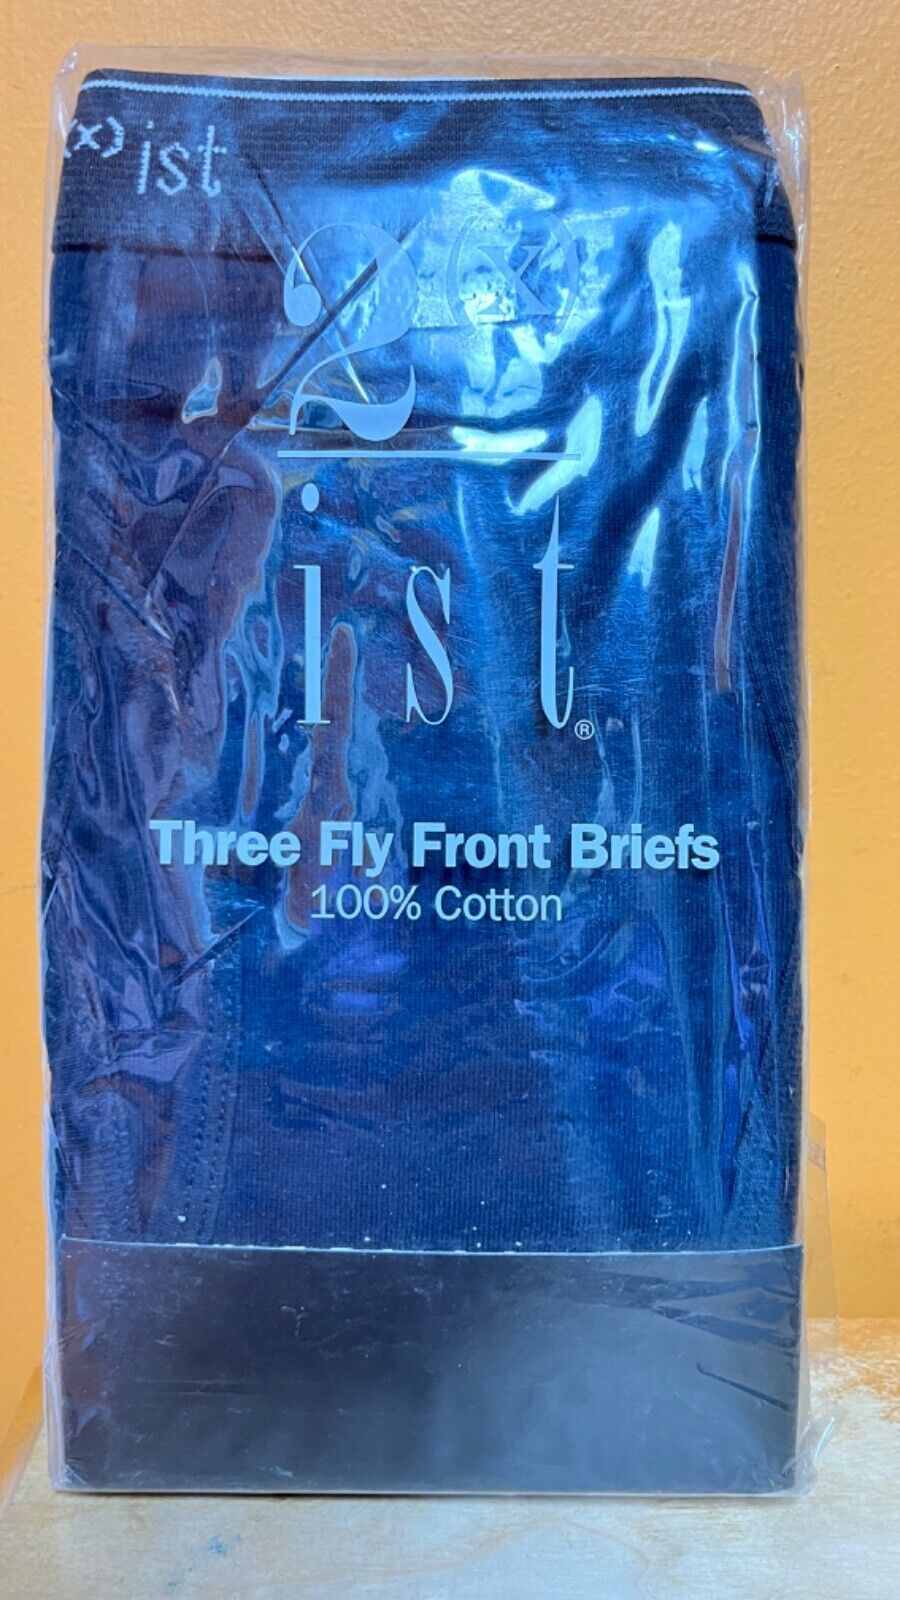 (x) ist
2(x)
ist®
Three Fly Front Briefs
100% Cotton